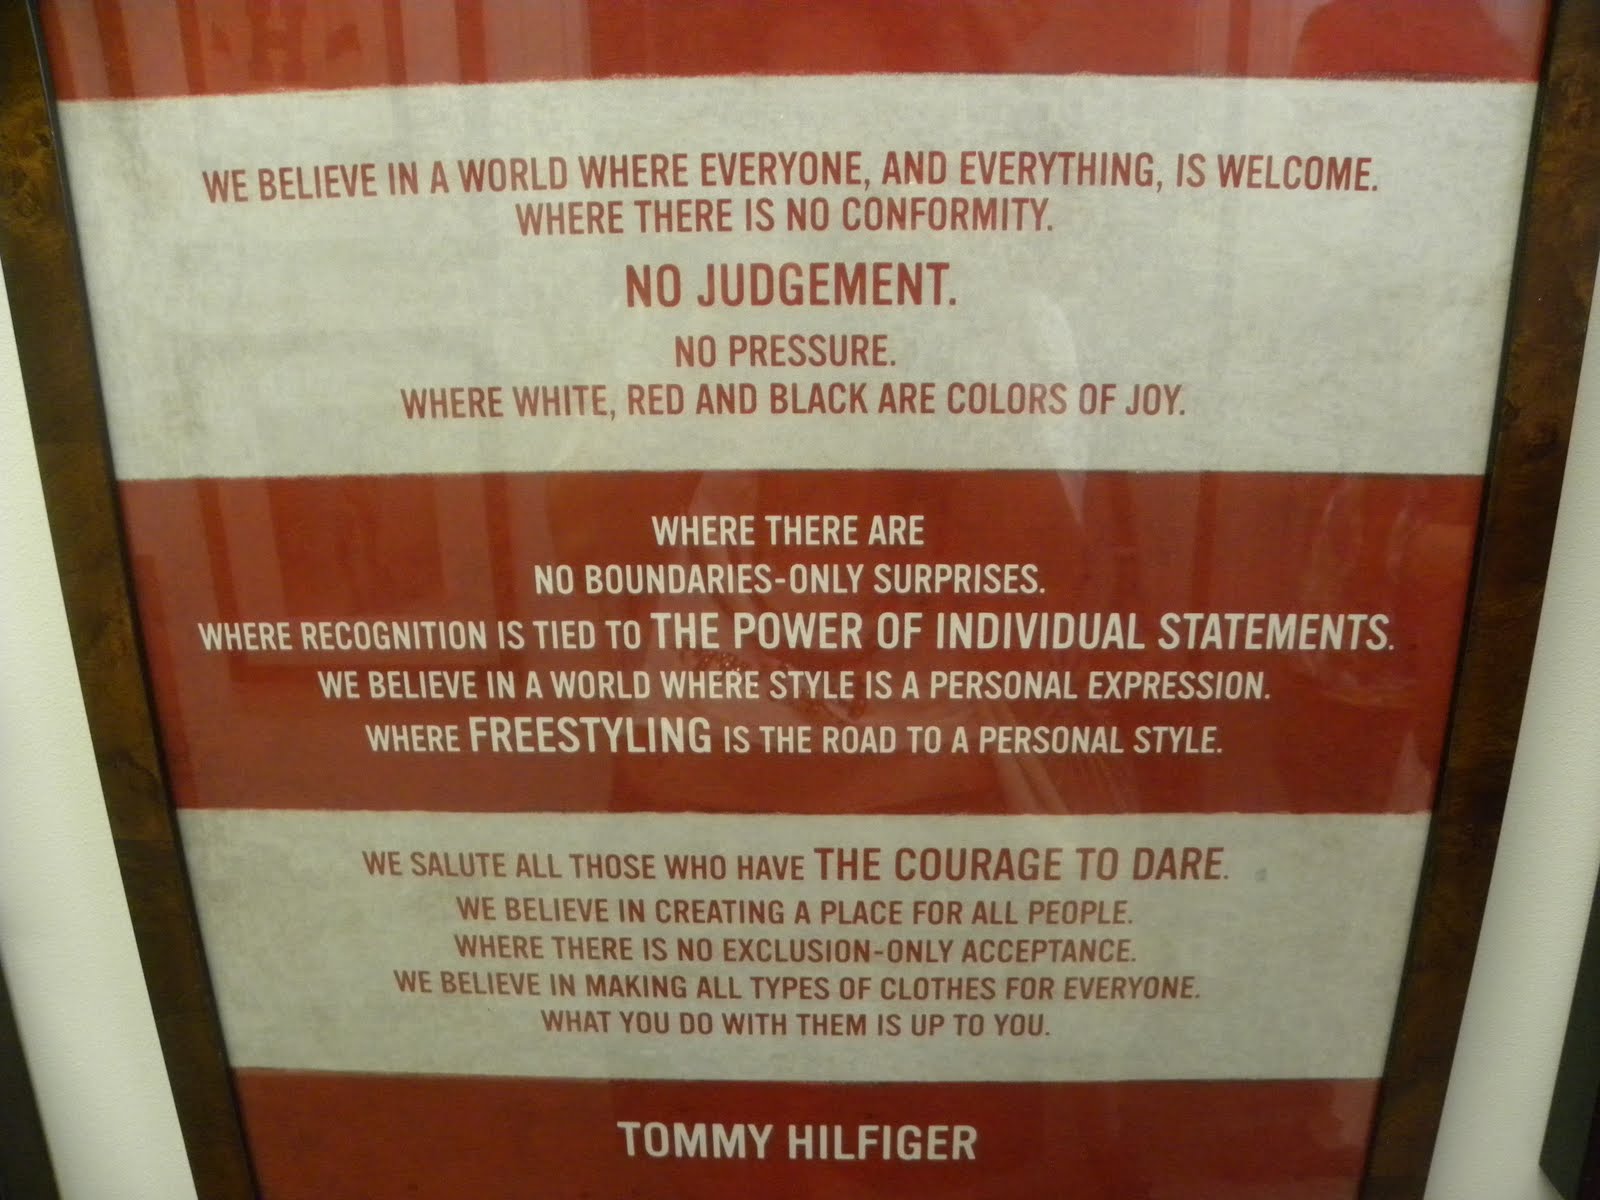 WE BELIEVE IN A WORLD WHERE EVERYONE, AND EVERYTHING, IS WELCOME.
WHERE THERE IS NO CONFORMITY.
NO JUDGEMENT.
NO PRESSURE.
WHERE WHITE, RED AND BLACK ARE COLORS OF JOY.
WHERE THERE ARE
NO BOUNDARIES-ONLY SURPRISES.
WHERE RECOGNITION IS TIED TO THE POWER OF INDIVIDUAL STATEMENTS.
WE BELIEVE IN A WORLD WHERE STYLE IS A PERSONAL EXPRESSION.
WHERE FREESTYLING IS THE ROAD TO A PERSONAL STYLE.
WE SALUTE ALL THOSE WHO HAVE THE COURAGE TO DARE.
WE BELIEVE IN CREATING A PLACE FOR ALL PEOPLE.
WHERE THERE IS NO EXCLUSION-ONLY ACCEPTANCE.
WE BELIEVE IN MAKING ALL TYPES OF CLOTHES FOR EVERYONE.
WHAT YOU DO WITH THEM IS UP TO YOU.
TOMMY HILFIGER